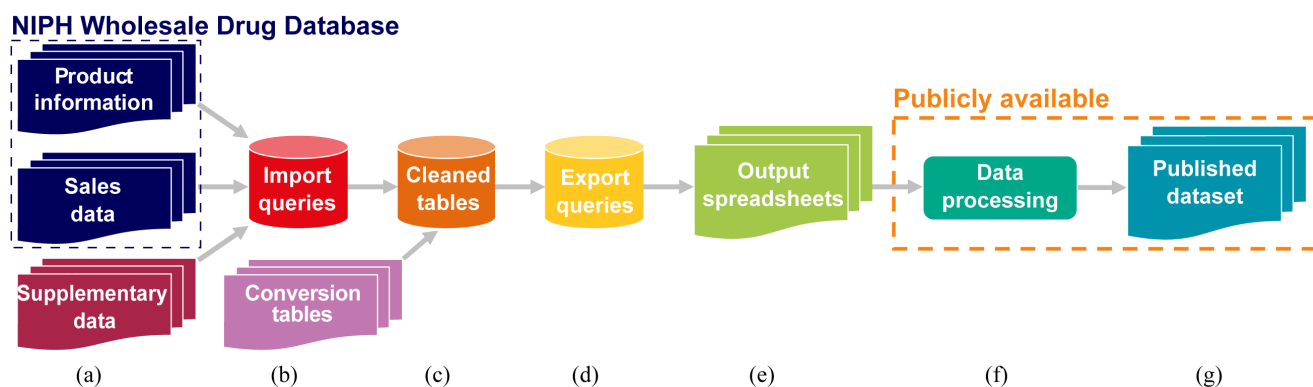 NIPH Wholesale Drug Database
Product
information
Sales
data
Supplementary
data
Import
queries
Conversion
tables
Cleaned
tables
Export
queries
Output
spreadsheets
Publicly available
Data
processing
Published
dataset
(a)
(b)
(c)
(d)
(e)
(f)
(g)